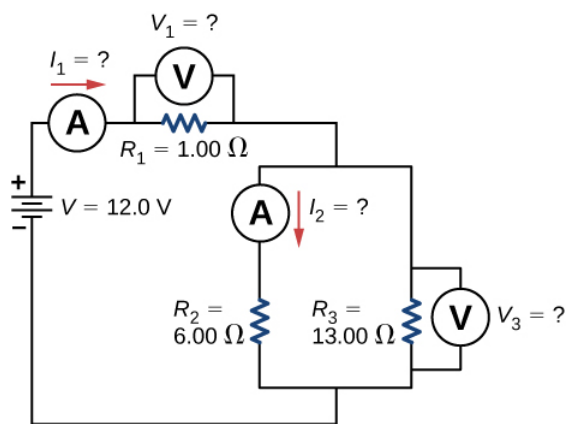 V₁ = ?
I₁ = ?
V
A
R₁ = 1.00 Ω
+
V = 12.0 V
−
A
I₂ = ?
R₂ =
6.00 Ω
R₃ =
13.00 Ω
V
V₃ = ?